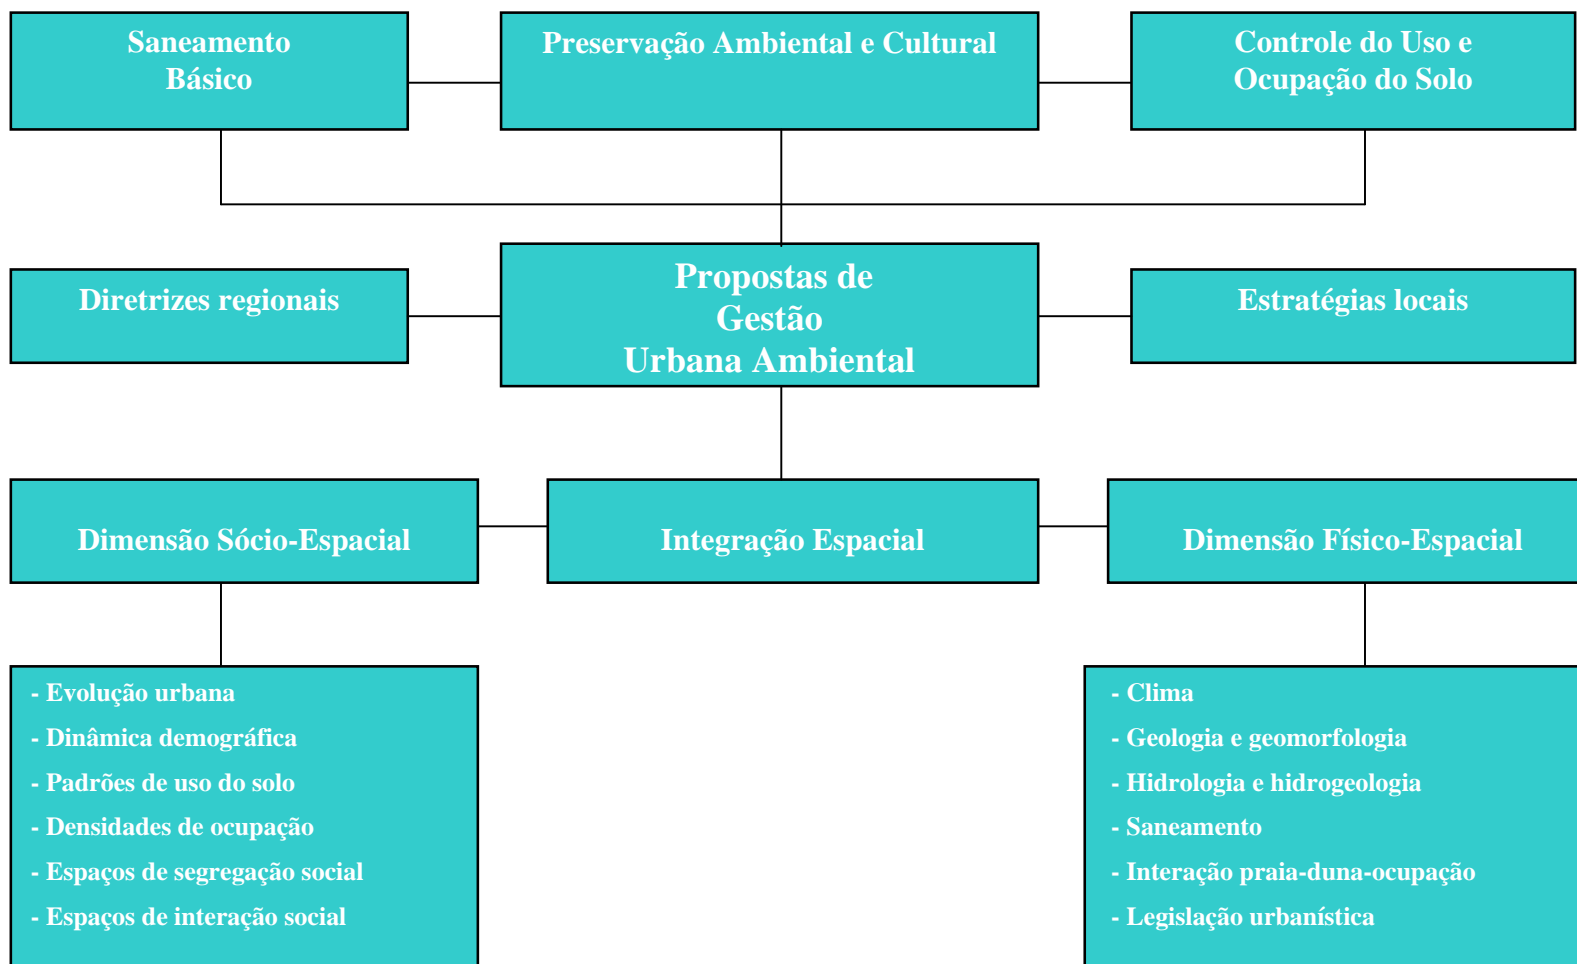 Saneamento
Básico
Preservação Ambiental e Cultural
Controle do Uso e
Ocupação do Solo
Diretrizes regionais
Propostas de
Gestão
Urbana Ambiental
Estratégias locais
Dimensão Sócio-Espacial
Integração Espacial
Dimensão Físico-Espacial
- Evolução urbana
- Dinâmica demográfica
- Padrões de uso do solo
- Densidades de ocupação
- Espaços de segregação social
- Espaços de interação social
- Clima
- Geologia e geomorfologia
- Hidrologia e hidrogeologia
- Saneamento
- Interação praia-duna-ocupação
- Legislação urbanística